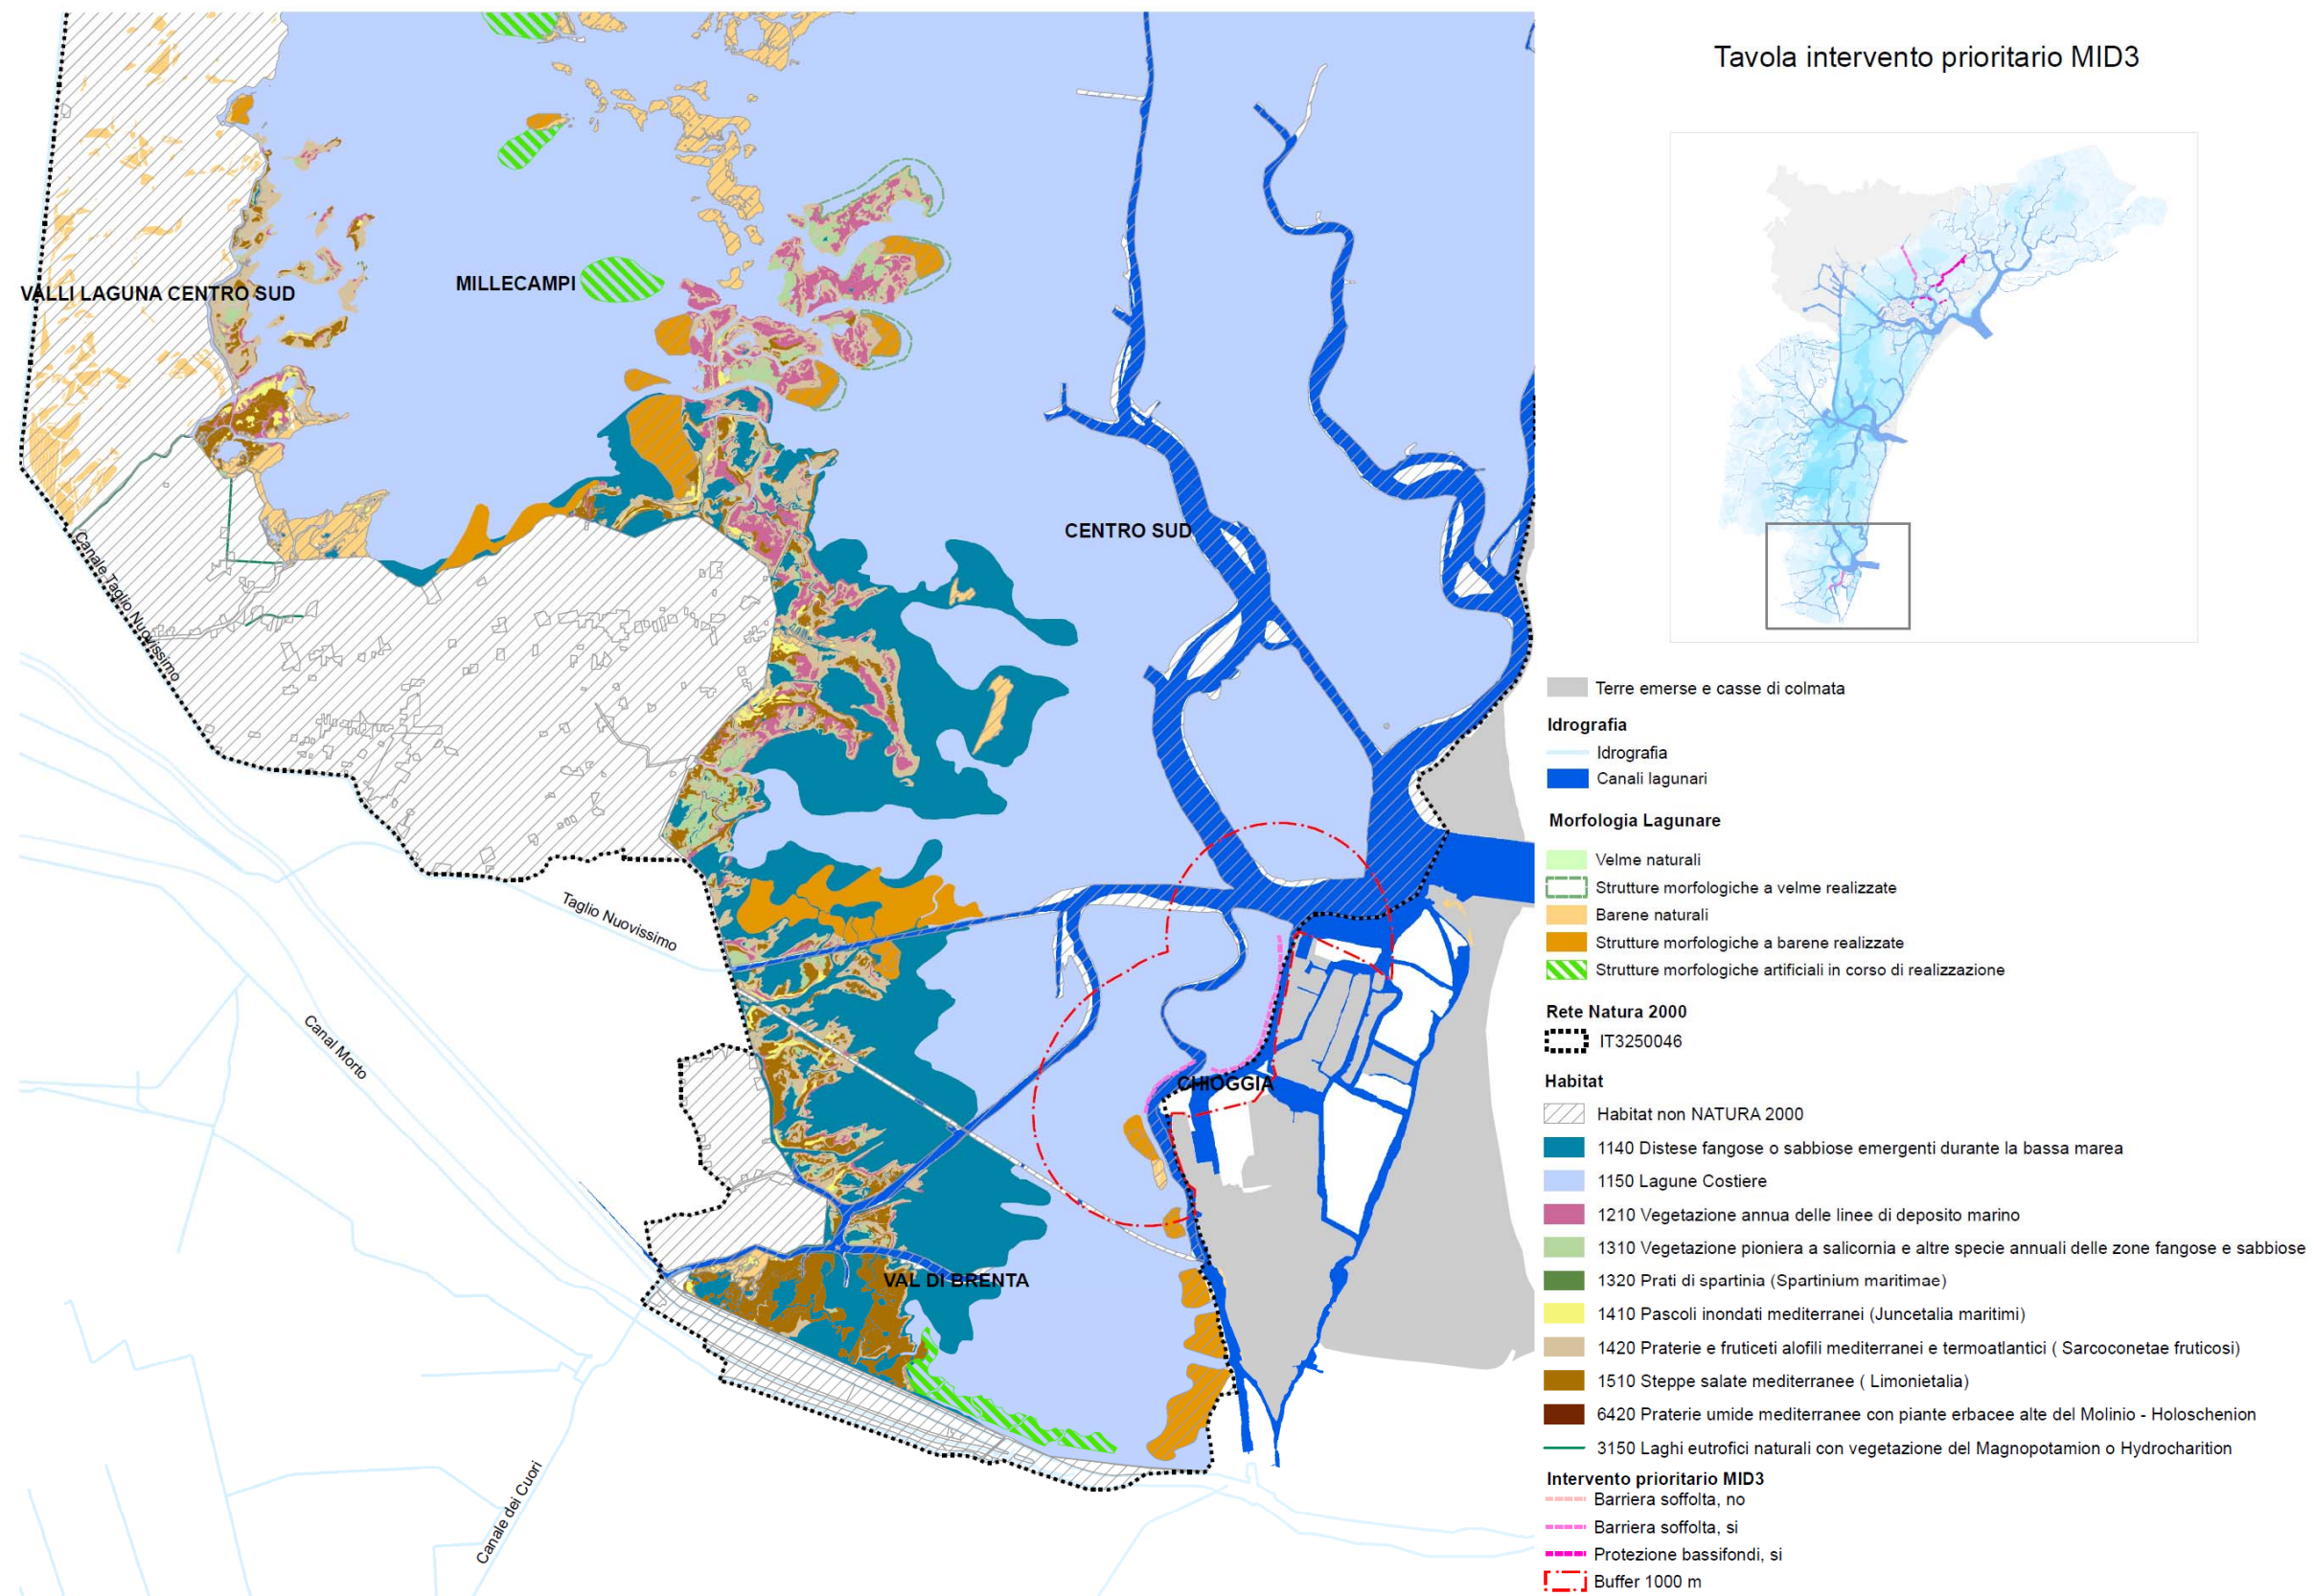 Tavola intervento prioritario MID3
VALLI LAGUNA CENTRO SUD
MILLECAMPI
CENTRO SUD
Canale Taglio Nuovissimo
Taglio Nuovissimo
Canal Morto
CHIOGGIA
VAL DI BRENTA
Canale dei Cuori
Terre emerse e casse di colmata
Idrografia
Idrografia
Canali lagunari
Morfologia Lagunare
Velme naturali
Strutture morfologiche a velme realizzate
Barene naturali
Strutture morfologiche a barene realizzate
Strutture morfologiche artificiali in corso di realizzazione
Rete Natura 2000
IT3250046
Habitat
Habitat non NATURA 2000
1140 Distese fangose o sabbiose emergenti durante la bassa marea
1150 Lagune Costiere
1210 Vegetazione annua delle linee di deposito marino
1310 Vegetazione pioniera a salicornia e altre specie annuali delle zone fangose e sabbiose
1320 Prati di spartinia (Spartinium maritimae)
1410 Pascoli inondati mediterranei (Juncetalia maritimi)
1420 Praterie e fruticeti alofili mediterranei e termoatlantici ( Sarcoconetae fruticosi)
1510 Steppe salate mediterranee ( Limonietalia)
6420 Praterie umide mediterranee con piante erbacee alte del Molinio - Holoschenion
3150 Laghi eutrofici naturali con vegetazione del Magnopotamion o Hydrocharition
Intervento prioritario MID3
Barriera soffolta, no
Barriera soffolta, si
Protezione bassifondi, si
Buffer 1000 m